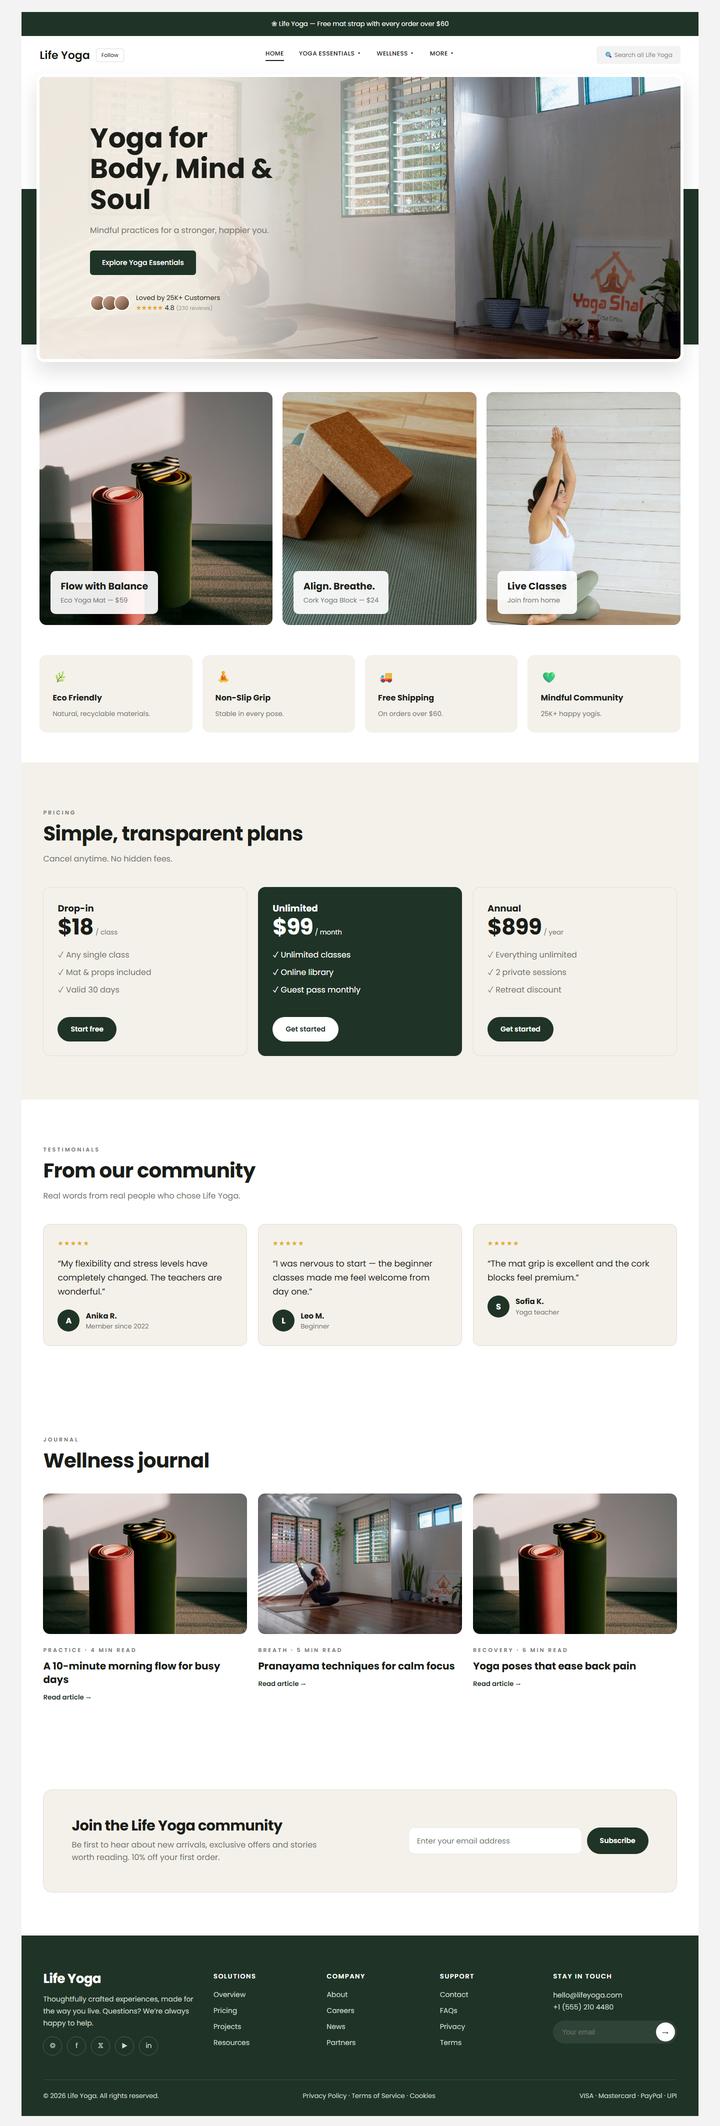 ❀ Life Yoga — Free mat strap with every order over $60
Life Yoga Follow HOME YOGA ESSENTIALS WELLNESS MORE Search all Life Yoga
Yoga for
Body, Mind &
Soul
Mindful practices for a stronger, happier you.
Explore Yoga Essentials
Loved by 25K+ Customers
★★★★★ 4.8 (230 reviews)
Yoga Shal
Flow with Balance
Eco Yoga Mat — $59
Align. Breathe.
Cork Yoga Block — $24
Live Classes
Join from home
Eco Friendly
Natural, recyclable materials.
Non-Slip Grip
Stable in every pose.
Free Shipping
On orders over $60.
Mindful Community
25K+ happy yogis.
PRICING
Simple, transparent plans
Cancel anytime. No hidden fees.
Drop-in
$18 / class
✓ Any single class
✓ Mat & props included
✓ Valid 30 days
Start free
Unlimited
$99 / month
✓ Unlimited classes
✓ Online library
✓ Guest pass monthly
Get started
Annual
$899 / year
✓ Everything unlimited
✓ 2 private sessions
✓ Retreat discount
Get started
TESTIMONIALS
From our community
Real words from real people who chose Life Yoga.
★★★★★
“My flexibility and stress levels have
completely changed. The teachers are
wonderful.”
A
Anika R.
Member since 2022
★★★★★
“I was nervous to start — the beginner
classes made me feel welcome from
day one.”
L
Leo M.
Beginner
★★★★★
“The mat grip is excellent and the cork
blocks feel premium.”
S
Sofia K.
Yoga teacher
JOURNAL
Wellness journal
PRACTICE · 4 MIN READ
A 10-minute morning flow for busy
days
Read article →
BREATH · 5 MIN READ
Pranayama techniques for calm focus
Read article →
RECOVERY · 6 MIN READ
Yoga poses that ease back pain
Read article →
Join the Life Yoga community
Be first to hear about new arrivals, exclusive offers and stories
worth reading. 10% off your first order.
Enter your email address
Subscribe
Life Yoga
Thoughtfully crafted experiences, made for
the way you live. Questions? We're always
happy to help.
f 𝕏 ▶ in
SOLUTIONS
Overview
Pricing
Projects
Resources
COMPANY
About
Careers
News
Partners
SUPPORT
Contact
FAQs
Privacy
Terms
STAY IN TOUCH
hello@lifeyoga.com
+1 (555) 210 4480
Your email →
© 2026 Life Yoga. All rights reserved.
Privacy Policy · Terms of Service · Cookies
VISA · Mastercard · PayPal · UPI